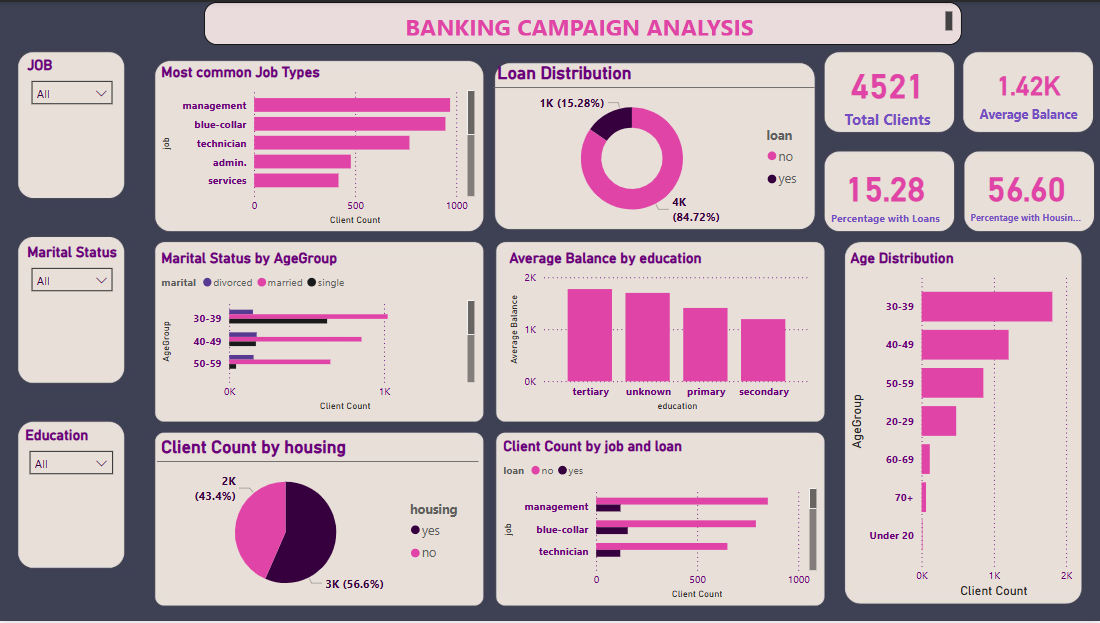 BANKING CAMPAIGN ANALYSIS
JOB
All
Marital Status
All
Education
All
Most common Job Types
job
management
blue-collar
technician
admin.
services
0
500
1000
Client Count
Loan Distribution
1K (15.28%)
4K
(84.72%)
loan
no
yes
4521
Total Clients
1.42K
Average Balance
15.28
Percentage with Loans
56.60
Percentage with Housin...
Marital Status by AgeGroup
marital
divorced
married
single
AgeGroup
30-39
40-49
50-59
0K
1K
Client Count
Average Balance by education
Average Balance
2K
1K
0K
tertiary
unknown
primary
secondary
education
Age Distribution
AgeGroup
30-39
40-49
50-59
20-29
60-69
70+
Under 20
0K
1K
2K
Client Count
Client Count by housing
2K
(43.4%)
3K (56.6%)
housing
yes
no
Client Count by job and loan
loan
no
yes
job
management
blue-collar
technician
0
500
1000
Client Count